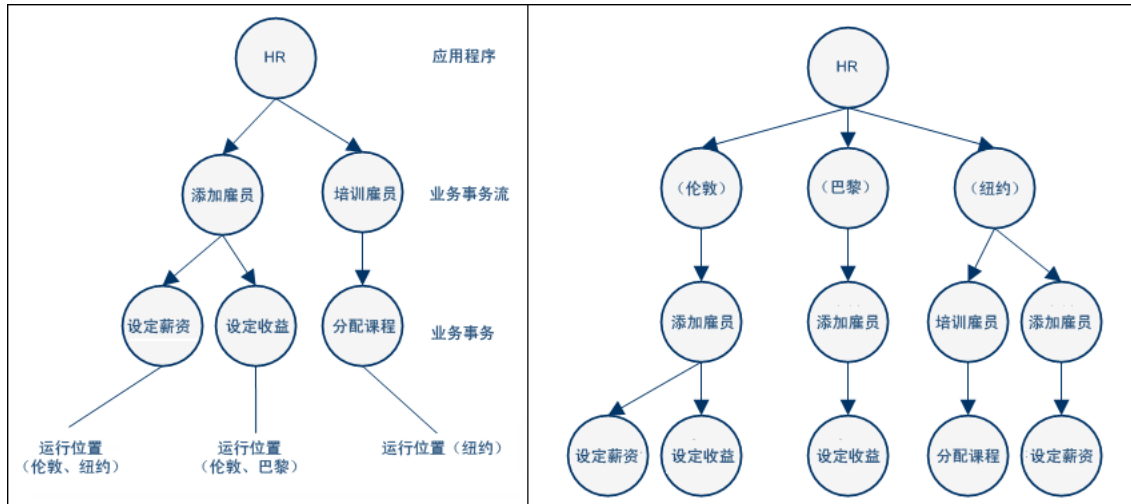 HR
应用程序
添加雇员
培训雇员
业务事务流
设定薪资
设定收益
分配课程
业务事务
运行位置
（伦敦、纽约）
运行位置
（伦敦、巴黎）
运行位置（纽约）
HR
（伦敦）
（巴黎）
（纽约）
添加雇员
添加雇员
培训雇员
添加雇员
设定薪资
设定收益
设定收益
分配课程
设定薪资